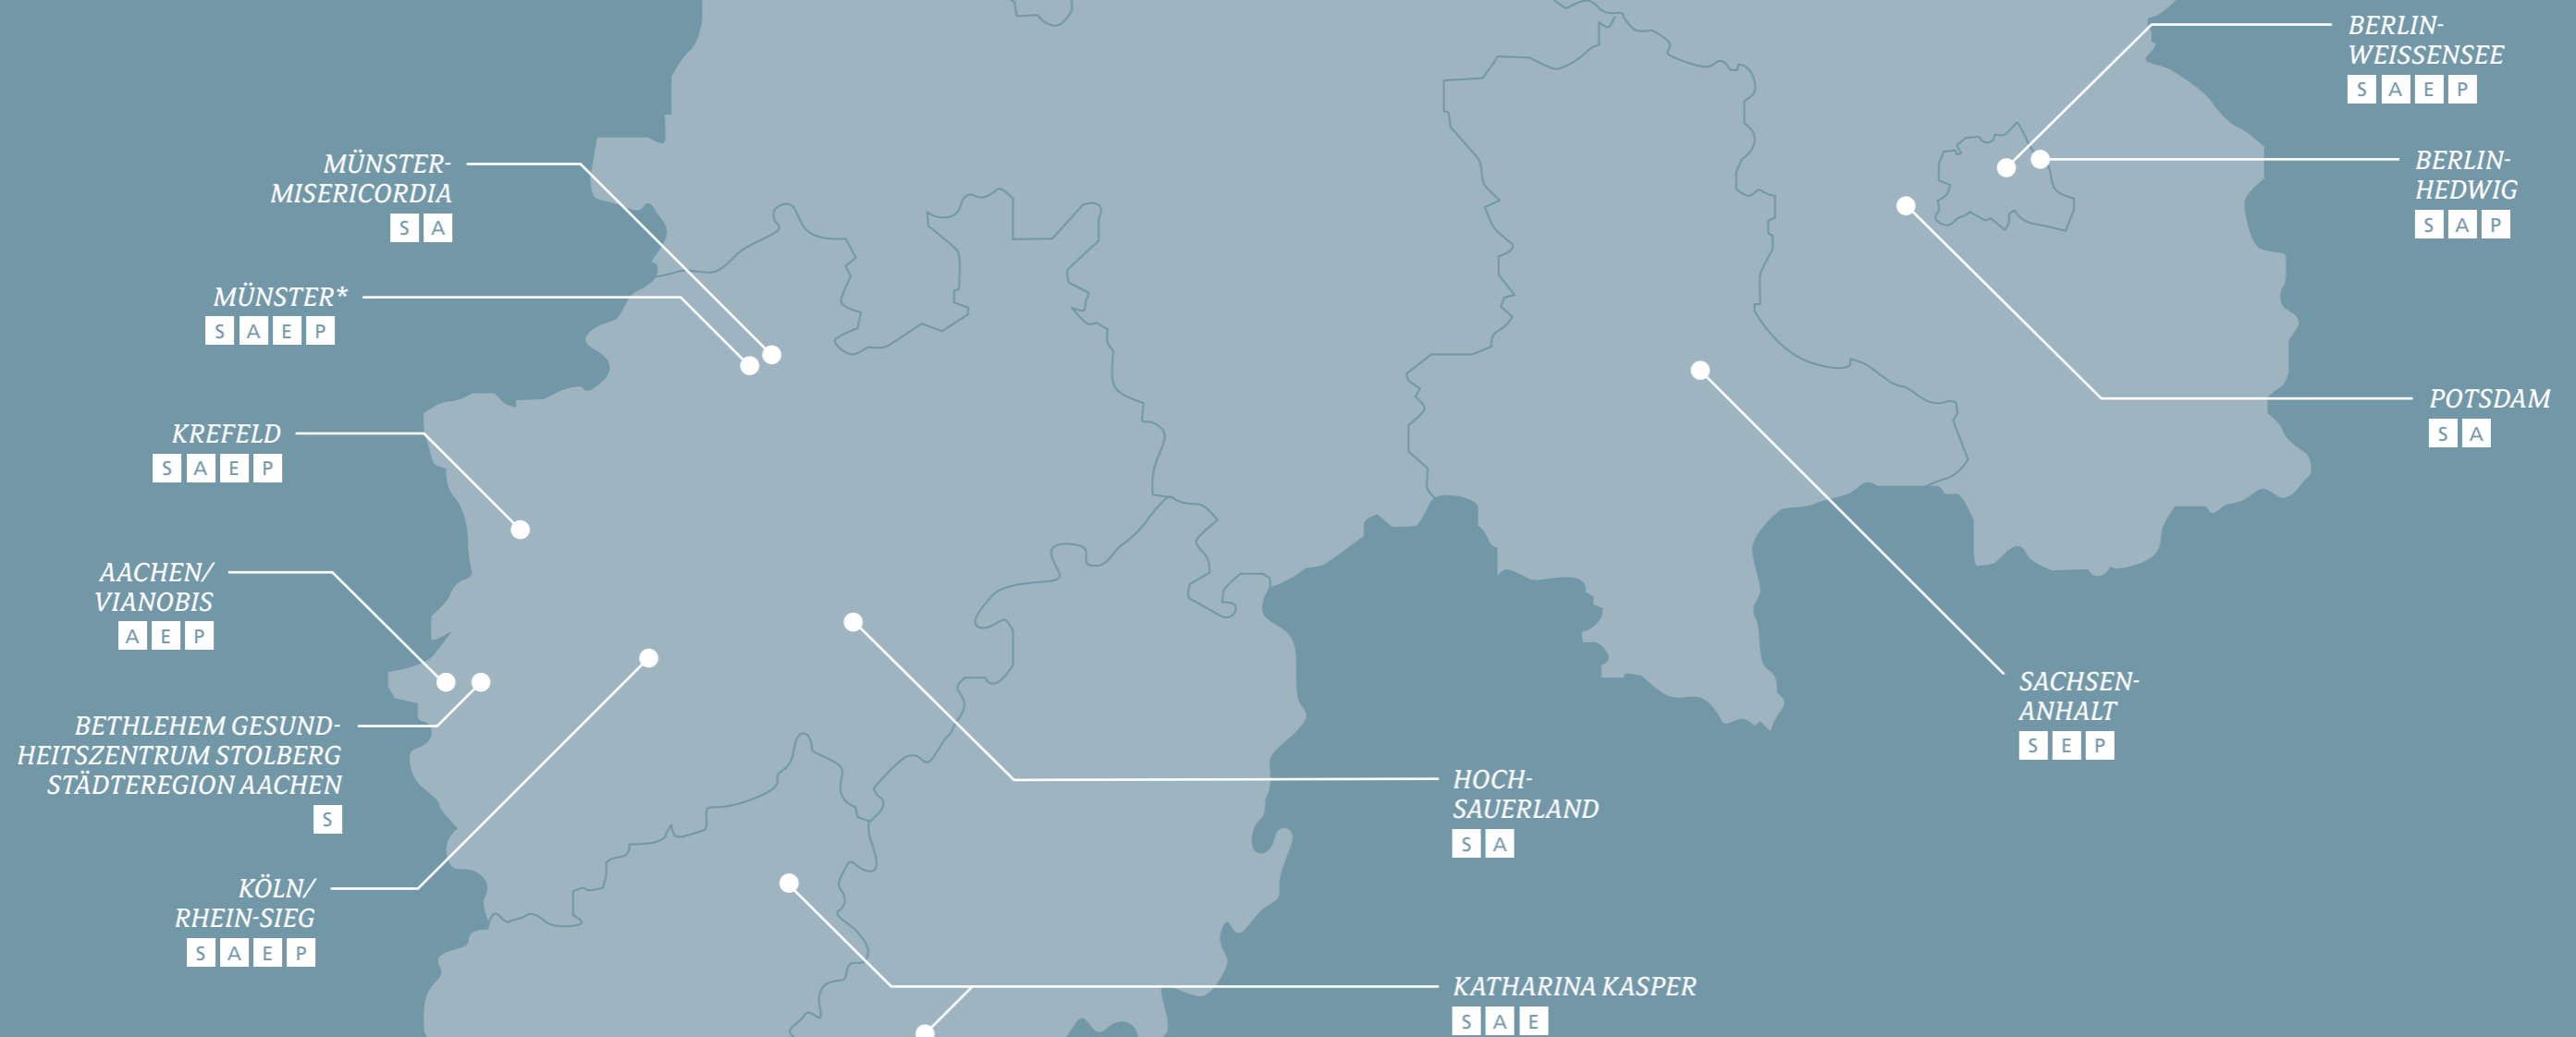 MÜNSTER-
MISERICORDIA
S A
MÜNSTER*
S A E P
KREFELD
S A E P
AACHEN/
VIANOBIS
A E P
BETHLEHEM GESUND-
HEITSZENTRUM STOLBERG
STÄDTEREGION AACHEN
S
KÖLN/
RHEIN-SIEG
S A E P
BERLIN-
WEISSENSEE
S A E P
BERLIN-
HEDWIG
S A P
POTSDAM
S A
SACHSEN-
ANHALT
S E P
HOCH-
SAUERLAND
S A
KATHARINA KASPER
S A E